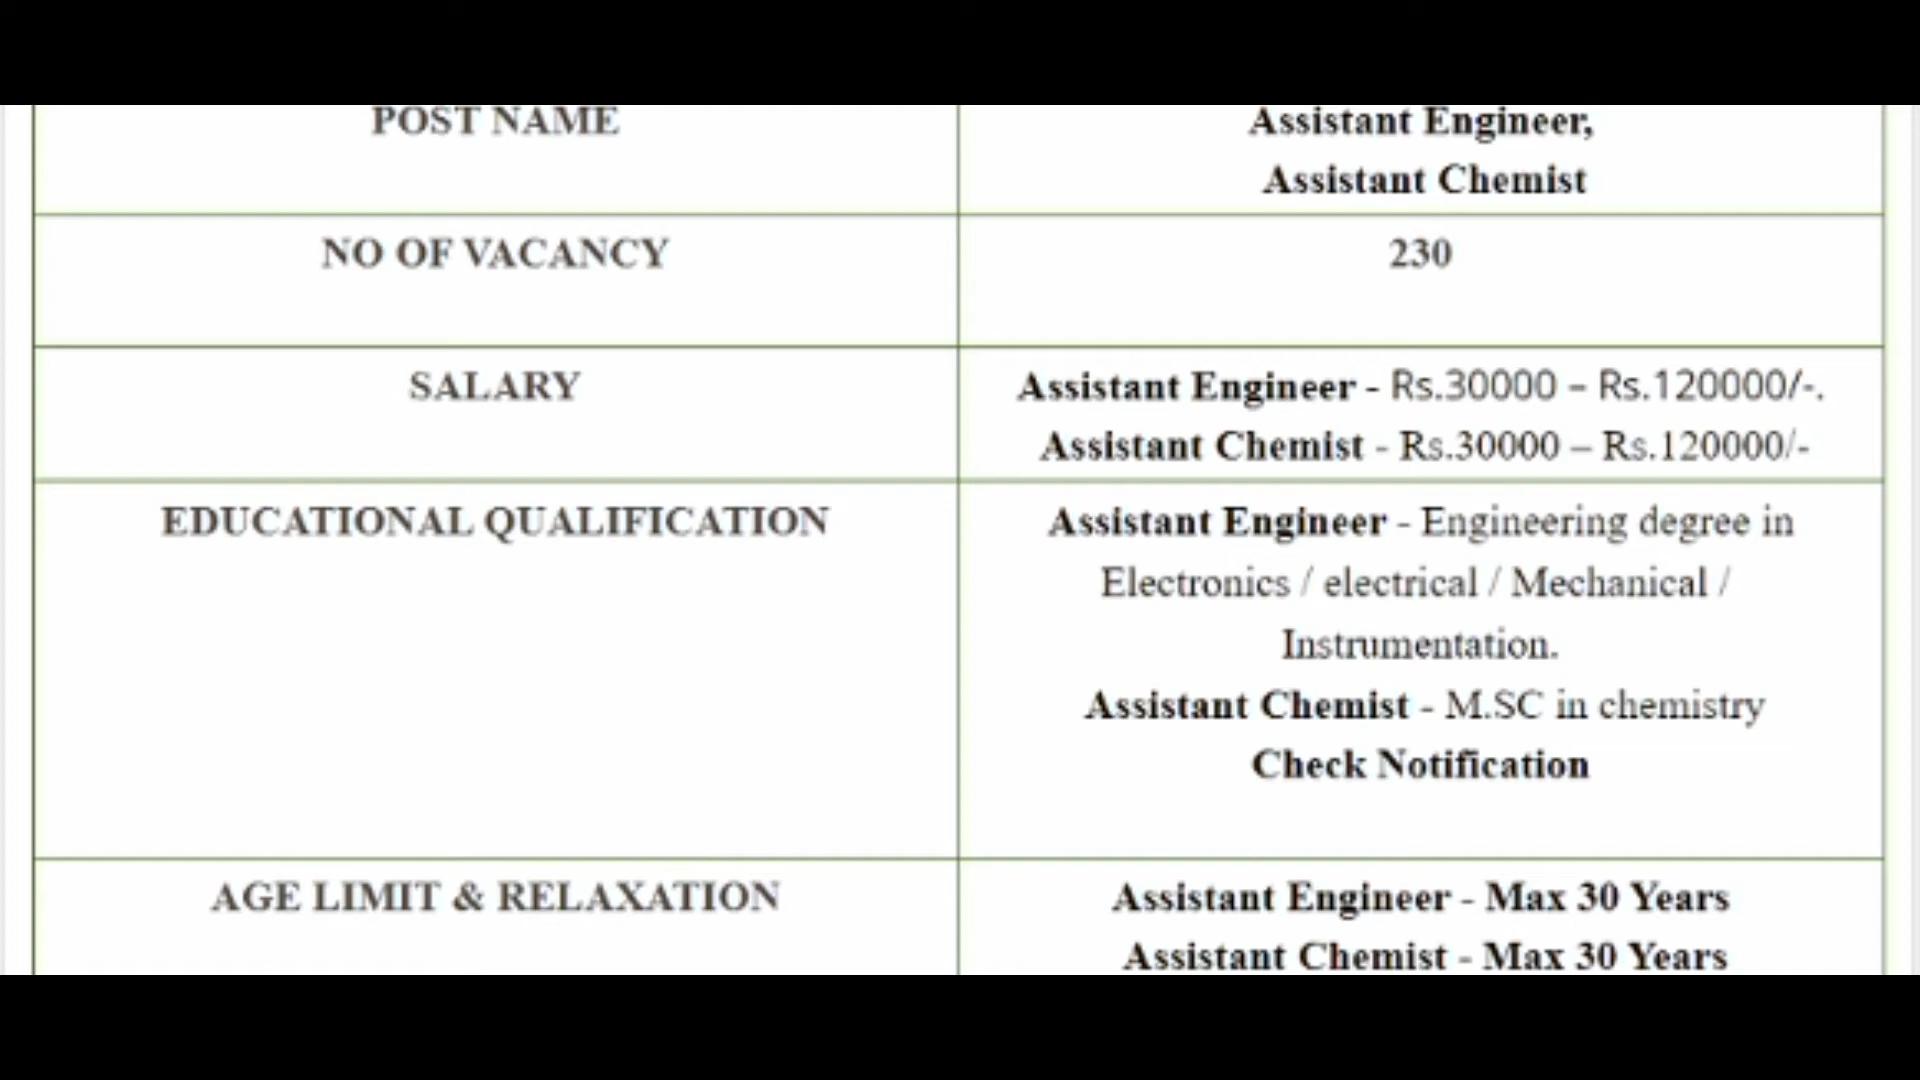 POST NAME
Assistant Engineer,
Assistant Chemist
NO OF VACANCY
230
SALARY
Assistant Engineer - Rs.30000 – Rs.120000/-.
Assistant Chemist - Rs.30000 – Rs.120000/-
EDUCATIONAL QUALIFICATION
Assistant Engineer - Engineering degree in
Electronics / electrical / Mechanical /
Instrumentation.
Assistant Chemist - M.SC in chemistry
Check Notification
AGE LIMIT & RELAXATION
Assistant Engineer - Max 30 Years
Assistant Chemist - Max 30 Years